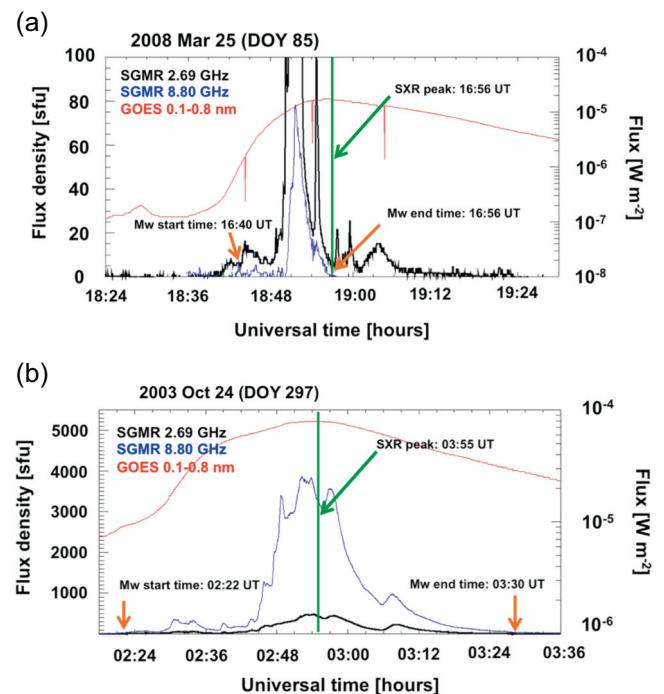 (a)
2008 Mar 25 (DOY 85)
SGMR 2.69 GHz
SGMR 8.80 GHz
GOES 0.1-0.8 nm
SXR peak: 16:56 UT
Mw start time: 16:40 UT
Mw end time: 16:56 UT
Flux density [sfu]
100
80
60
40
20
0
Flux [W m-2]
10-4
10-5
10-6
10-7
10-8
18:24 18:36 18:48 19:00 19:12 19:24
Universal time [hours]
(b)
2003 Oct 24 (DOY 297)
SGMR 2.69 GHz
SGMR 8.80 GHz
GOES 0.1-0.8 nm
SXR peak: 03:55 UT
Mw start time: 02:22 UT
Mw end time: 03:30 UT
Flux density [sfu]
5000
4000
3000
2000
1000
Flux [W m-2]
10-4
10-5
10-6
02:24 02:36 02:48 03:00 03:12 03:36
Universal time [hours]